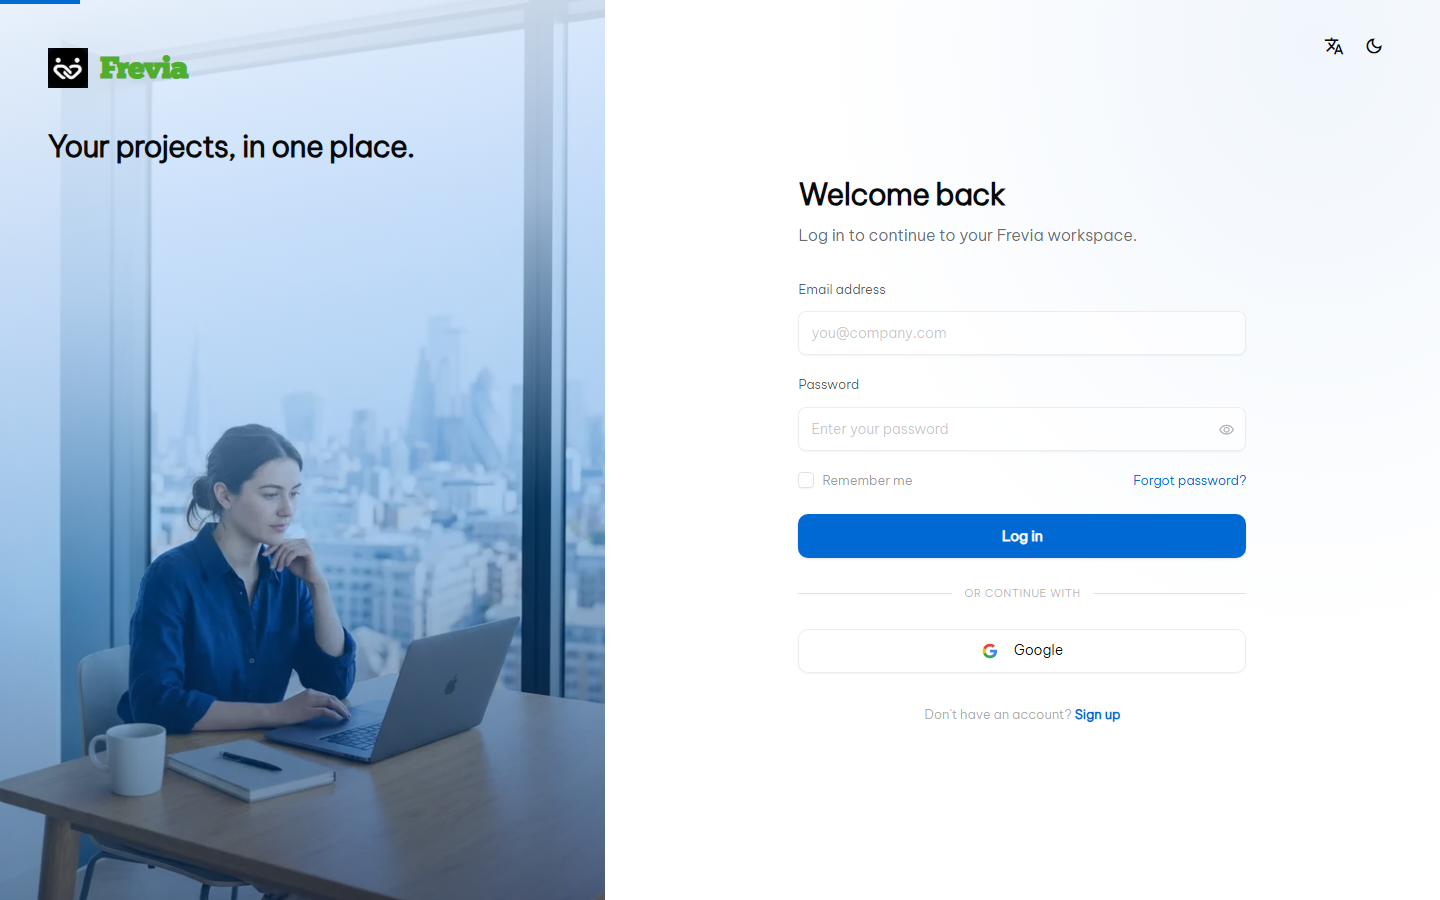 Frevia
Your projects, in one place.
Welcome back
Log in to continue to your Frevia workspace.
Email address
you@company.com
Password
Enter your password
Remember me
Forgot password?
Log in
OR CONTINUE WITH
Google
Don't have an account? Sign up